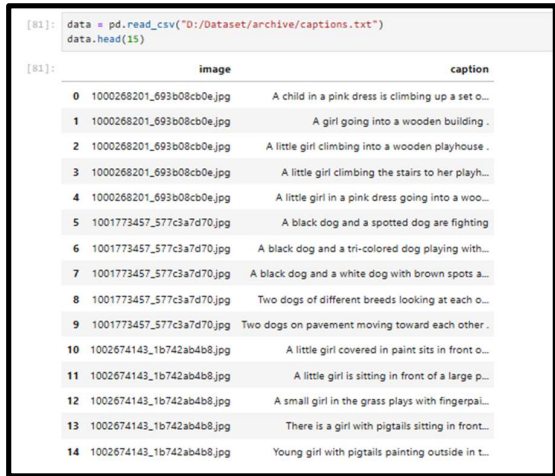 [81]: data = pd.read_csv("D:/Dataset/archive/captions.txt")
data.head(15)
[81]: image caption
0 1000268201_693b08cb0e.jpg A child in a pink dress is climbing up a set o...
1 1000268201_693b08cb0e.jpg A girl going into a wooden building .
2 1000268201_693b08cb0e.jpg A little girl climbing into a wooden playhouse .
3 1000268201_693b08cb0e.jpg A little girl climbing the stairs to her playh...
4 1000268201_693b08cb0e.jpg A little girl in a pink dress going into a woo...
5 1001773457_577c3a7d70.jpg A black dog and a spotted dog are fighting
6 1001773457_577c3a7d70.jpg A black dog and a tri-colored dog playing with...
7 1001773457_577c3a7d70.jpg A black dog and a white dog with brown spots a...
8 1001773457_577c3a7d70.jpg Two dogs of different breeds looking at each o...
9 1001773457_577c3a7d70.jpg Two dogs on pavement moving toward each other .
10 1002674143_1b742ab4b8.jpg A little girl covered in paint sits in front o...
11 1002674143_1b742ab4b8.jpg A little girl is sitting in front of a large p...
12 1002674143_1b742ab4b8.jpg A small girl in the grass plays with fingerpai...
13 1002674143_1b742ab4b8.jpg There is a girl with pigtails sitting in front...
14 1002674143_1b742ab4b8.jpg Young girl with pigtails painting outside in t...